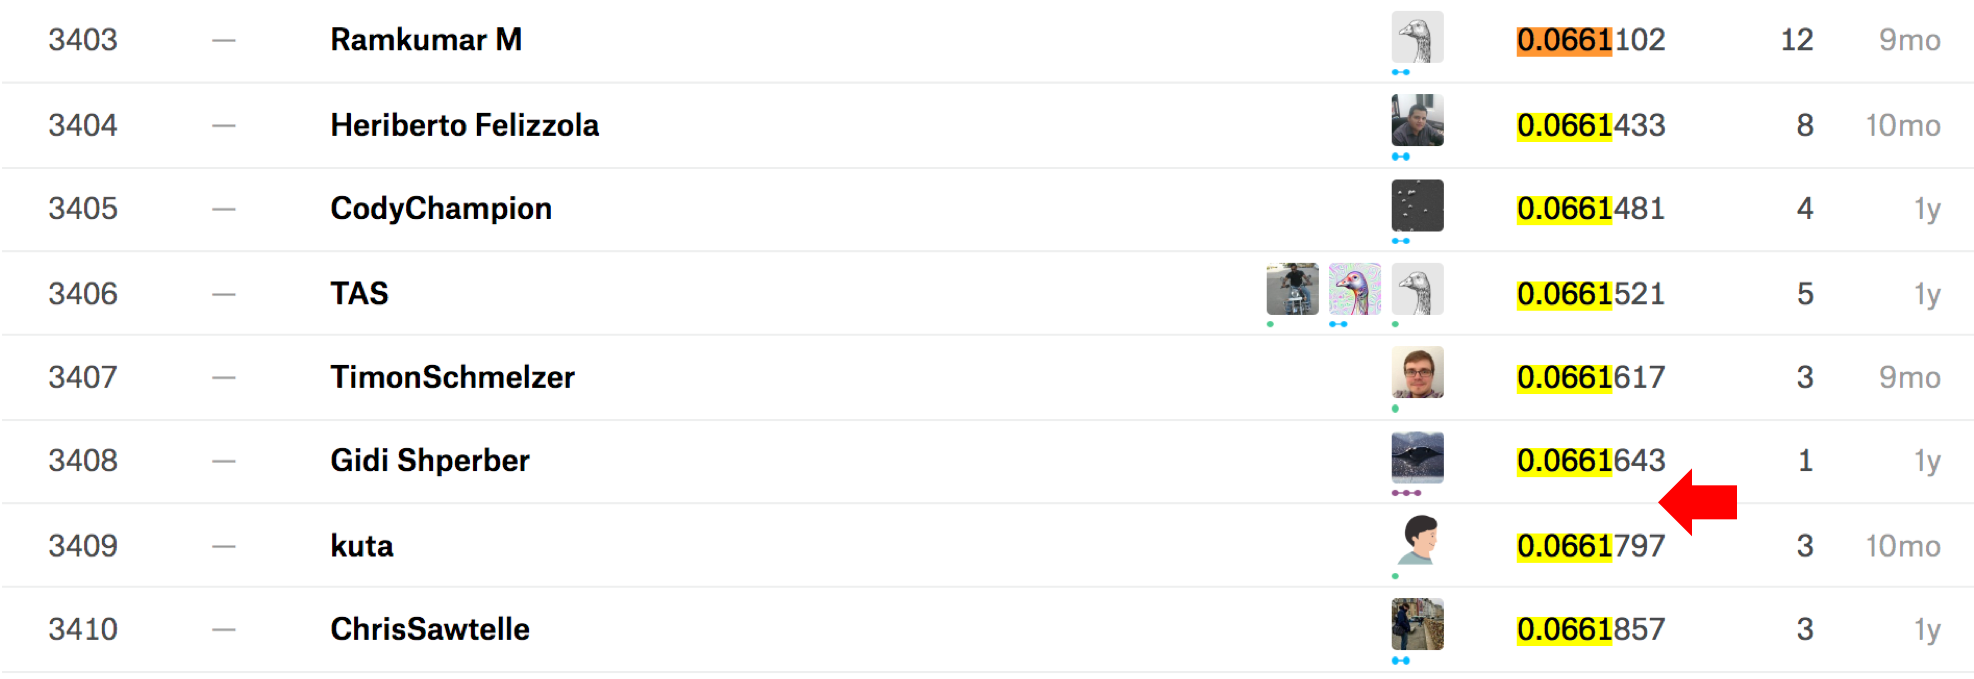 3403 — Ramkumar M 0.0661102 12 9mo
3404 — Heriberto Felizzola 0.0661433 8 10mo
3405 — CodyChampion 0.0661481 4 1y
3406 — TAS 0.0661521 5 1y
3407 — TimonSchmelzer 0.0661617 3 9mo
3408 — Gidi Shperber 0.0661643 1 1y
3409 — kuta 0.0661797 3 10mo
3410 — ChrisSawtelle 0.0661857 3 1y